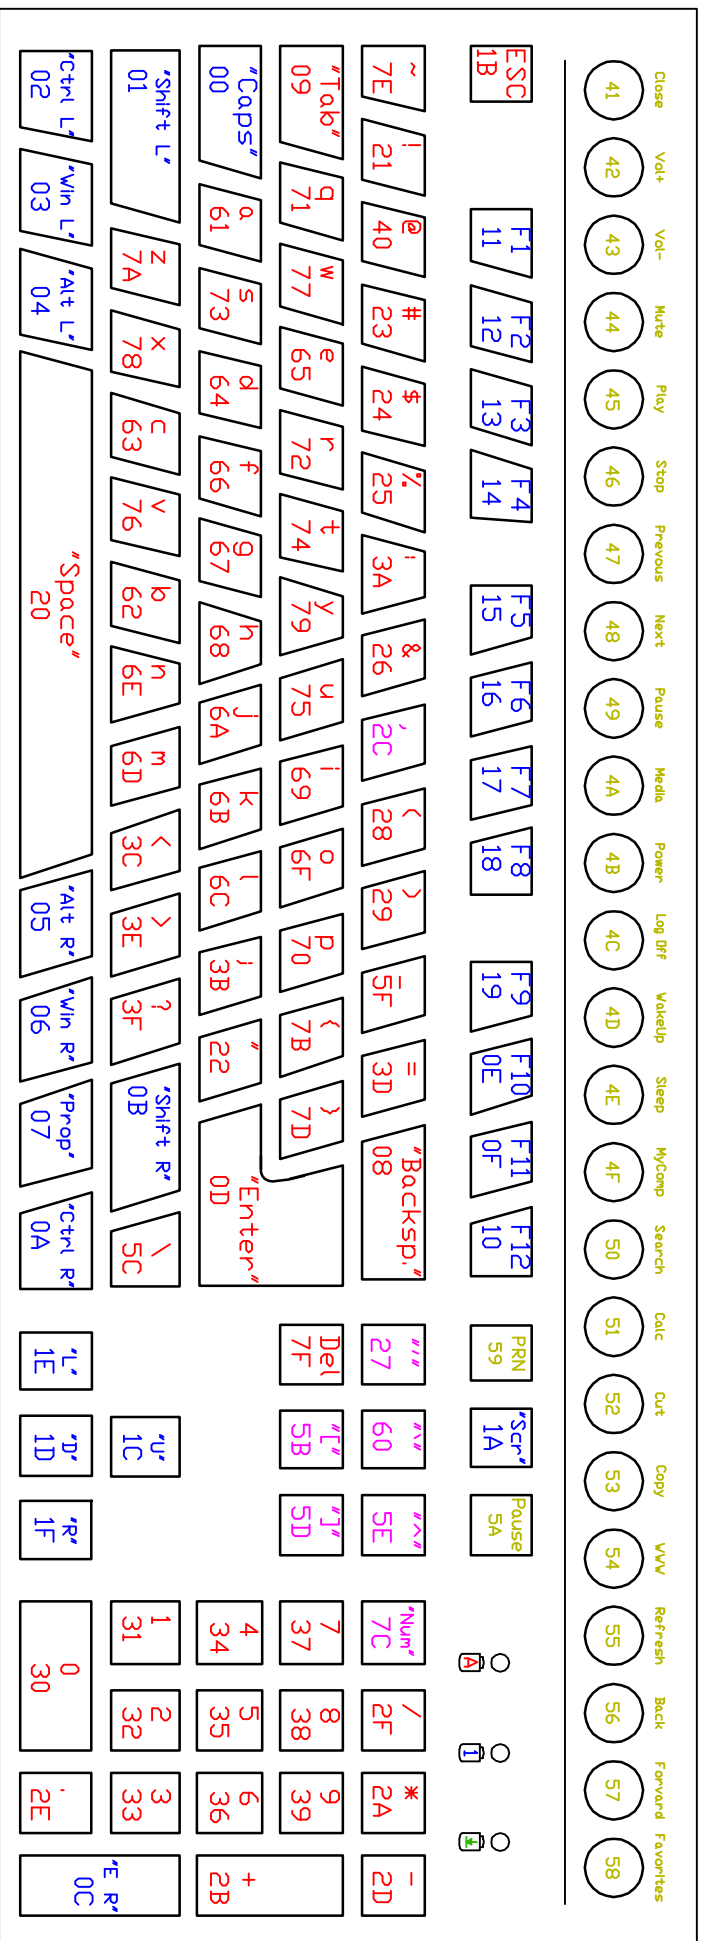 Close Vol+ Vol- Mute Play Stop Prevous Next Pause Media Power Log Off WakeUp Sleep MyComp Search Calc Cut Copy WWW Refresh Back Forvard Favorites
41 42 43 44 45 46 47 48 49 4A 4B 4C 4D 4E 4F 50 51 52 53 54 55 56 57 58
ESC F1 F2 F3 F4 F5 F6 F7 F8 F9 F10 F11 F12 PRN "Scr" Pause
1B 11 12 13 14 15 16 17 18 19 0E 0F 10 59 1A 5A
A 1
~ ! @ # $ % : & , ( ) _ = "Backsp." "'" "`" "^" "Num" / * -
7E 21 40 23 24 25 3A 26 2C 28 29 5F 3D 08 27 60 5E 7C 2F 2A 2D
"Tab" q w e r t y u i o p { } Del "[" "]" 7 8 9
09 71 77 65 72 74 79 75 69 6F 70 7B 7D 7F 5B 5D 37 38 39
"Caps" a s d f g h j k l ; " "Enter" 4 5 6 +
00 61 73 64 66 67 68 6A 6B 6C 3B 22 0D 34 35 36 2B
"Shift L" z x c v b n m < > ? "Shift R" \ "U" 1 2 3
01 7A 78 63 76 62 6E 6D 3C 3E 3F 0B 5C 1C 31 32 33
"Ctrl L" "Win L" "Alt L" "Space" "Alt R" "Win R" "Prop" "Ctrl R" "L" "D" "R" 0 . "E R"
02 03 04 20 05 06 07 0A 1E 1D 1F 30 2E 0C